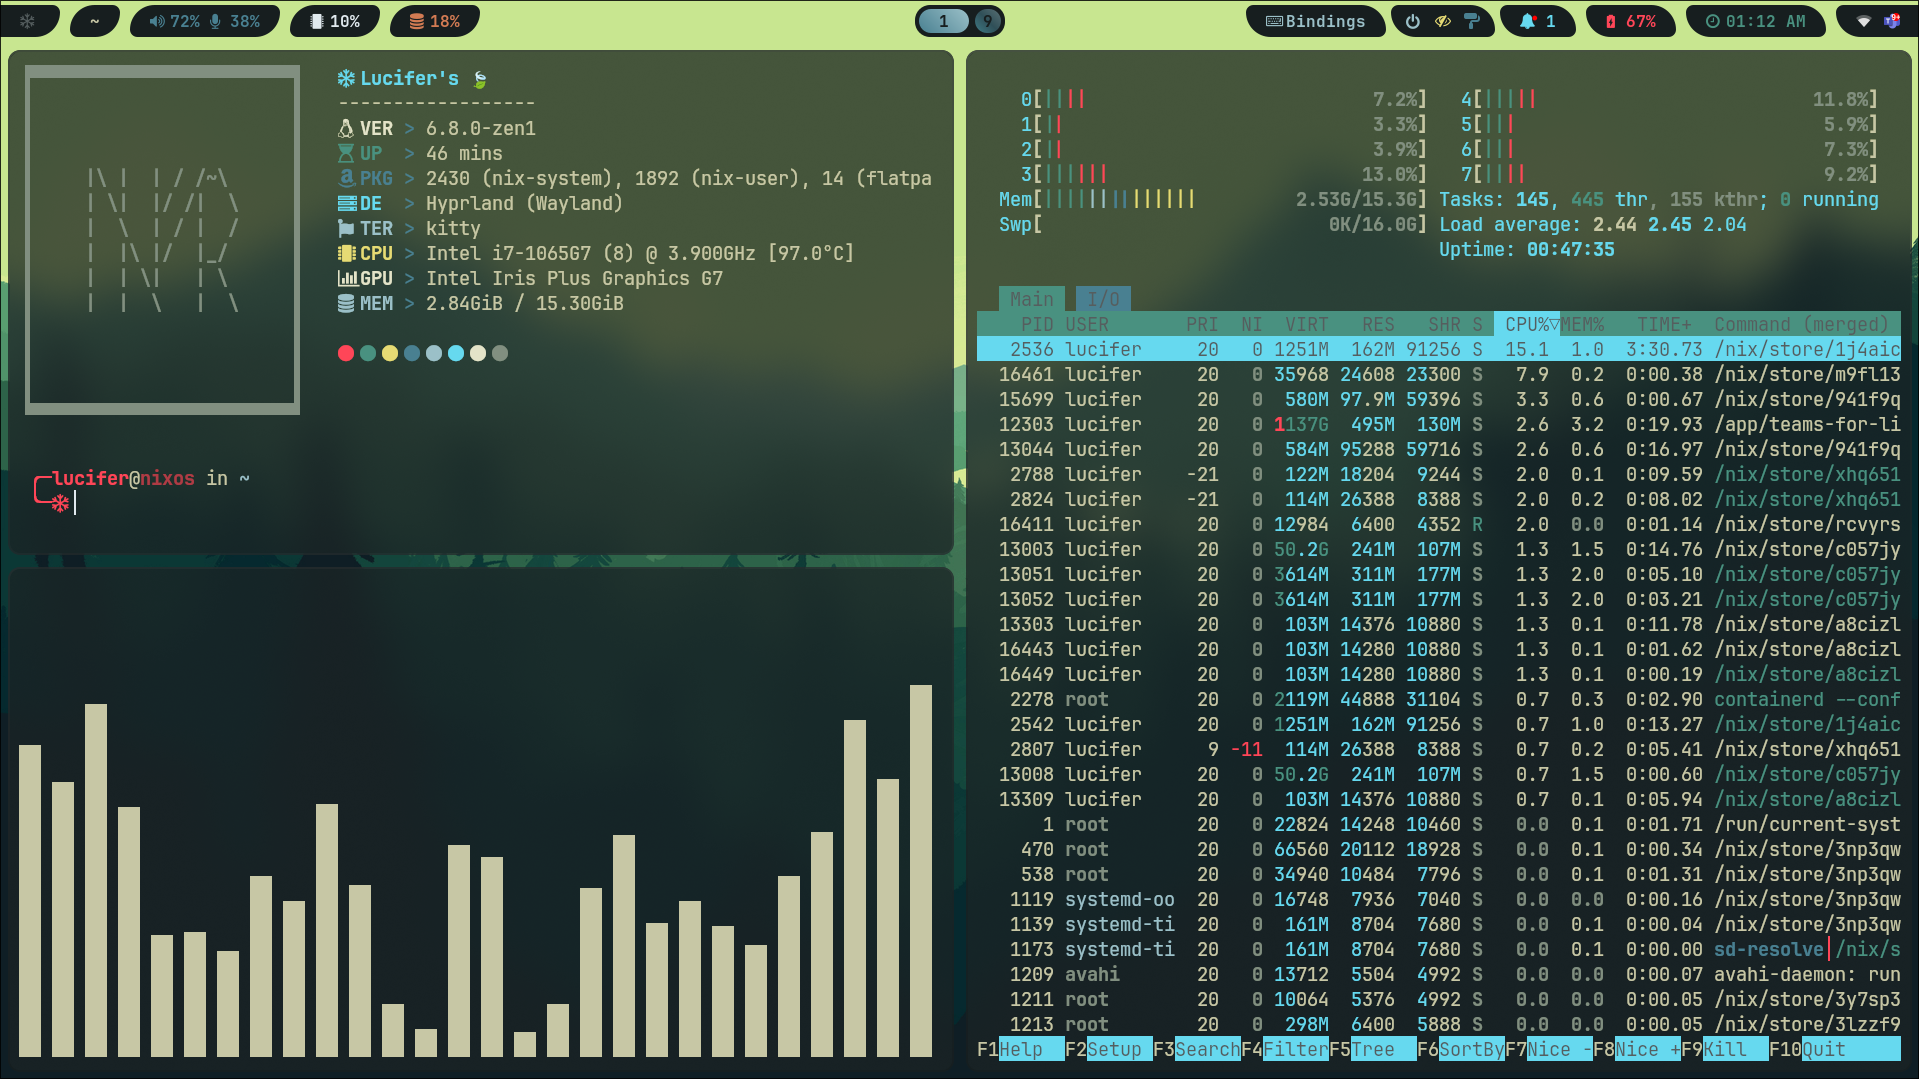 ~ 72% 38% 10% 18% 1 9 Bindings 1 67% 01:12 AM
Lucifer's
------------------
VER > 6.8.0-zen1
UP > 46 mins
PKG > 2430 (nix-system), 1892 (nix-user), 14 (flatpa
DE > Hyprland (Wayland)
TER > kitty
CPU > Intel i7-1065G7 (8) @ 3.900GHz [97.0°C]
GPU > Intel Iris Plus Graphics G7
MEM > 2.84GiB / 15.30GiB
lucifer@nixos in ~
0[|||| 7.2%] 4[||||| 11.8%]
1[|| 3.3%] 5[||| 5.9%]
2[|| 3.9%] 6[||| 7.3%]
3[|||||| 13.0%] 7[|||| 9.2%]
Mem[|||||||||||||| 2.53G/15.3G] Tasks: 145, 445 thr, 155 kthr; 0 running
Swp[ 0K/16.0G] Load average: 2.44 2.45 2.04
Uptime: 00:47:35
Main I/O
PID USER PRI NI VIRT RES SHR S CPU%▽MEM% TIME+ Command (merged)
2536 lucifer 20 0 1251M 162M 91256 S 15.1 1.0 3:30.73 /nix/store/1j4aic
16461 lucifer 20 0 35968 24608 23300 S 7.9 0.2 0:00.38 /nix/store/m9fl13
15699 lucifer 20 0 580M 97.9M 59396 S 3.3 0.6 0:00.67 /nix/store/941f9q
12303 lucifer 20 0 1137G 495M 130M S 2.6 3.2 0:19.93 /app/teams-for-li
13044 lucifer 20 0 584M 95288 59716 S 2.6 0.6 0:16.97 /nix/store/941f9q
2788 lucifer -21 0 122M 18204 9244 S 2.0 0.1 0:09.59 /nix/store/xhq651
2824 lucifer -21 0 114M 26388 8388 S 2.0 0.2 0:08.02 /nix/store/xhq651
16411 lucifer 20 0 12984 6400 4352 R 2.0 0.0 0:01.14 /nix/store/rcvyrs
13003 lucifer 20 0 50.2G 241M 107M S 1.3 1.5 0:14.76 /nix/store/c057jy
13051 lucifer 20 0 3614M 311M 177M S 1.3 2.0 0:05.10 /nix/store/c057jy
13052 lucifer 20 0 3614M 311M 177M S 1.3 2.0 0:03.21 /nix/store/c057jy
13303 lucifer 20 0 103M 14376 10880 S 1.3 0.1 0:11.78 /nix/store/a8cizl
16443 lucifer 20 0 103M 14280 10880 S 1.3 0.1 0:01.62 /nix/store/a8cizl
16449 lucifer 20 0 103M 14280 10880 S 1.3 0.1 0:00.19 /nix/store/a8cizl
2278 root 20 0 2119M 44888 31104 S 0.7 0.3 0:02.90 containerd --conf
2542 lucifer 20 0 1251M 162M 91256 S 0.7 1.0 0:13.27 /nix/store/1j4aic
2807 lucifer 9 -11 114M 26388 8388 S 0.7 0.2 0:05.41 /nix/store/xhq651
13008 lucifer 20 0 50.2G 241M 107M S 0.7 1.5 0:00.60 /nix/store/c057jy
13309 lucifer 20 0 103M 14376 10880 S 0.7 0.1 0:05.94 /nix/store/a8cizl
1 root 20 0 22824 14248 10460 S 0.0 0.1 0:01.71 /run/current-syst
470 root 20 0 66560 20112 18928 S 0.0 0.1 0:00.34 /nix/store/3np3qw
538 root 20 0 34940 10484 7796 S 0.0 0.1 0:01.31 /nix/store/3np3qw
1119 systemd-oo 20 0 16748 7936 7040 S 0.0 0.0 0:00.16 /nix/store/3np3qw
1139 systemd-ti 20 0 161M 8704 7680 S 0.0 0.1 0:00.04 /nix/store/3np3qw
1173 systemd-ti 20 0 161M 8704 7680 S 0.0 0.1 0:00.00 sd-resolve│/nix/s
1209 avahi 20 0 13712 5504 4992 S 0.0 0.0 0:00.07 avahi-daemon: run
1211 root 20 0 10064 5376 4992 S 0.0 0.0 0:00.05 /nix/store/3y7sp3
1213 root 20 0 298M 6400 5888 S 0.0 0.0 0:00.05 /nix/store/3lzzf9
F1Help F2Setup F3SearchF4FilterF5Tree F6SortByF7Nice -F8Nice +F9Kill F10Quit